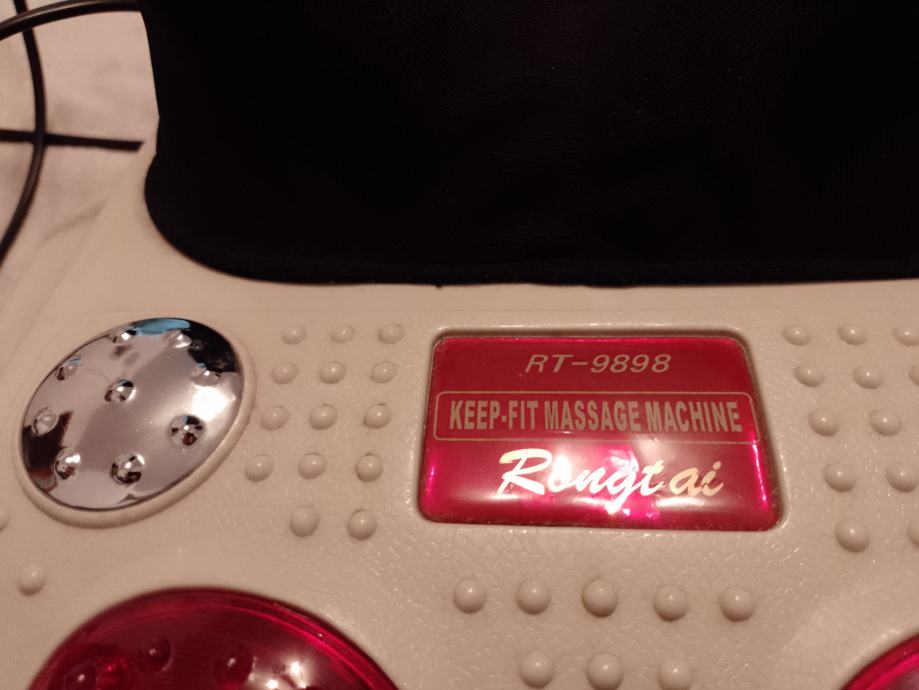 RT-9898
KEEP-FIT MASSAGE MACHINE
Rongtai